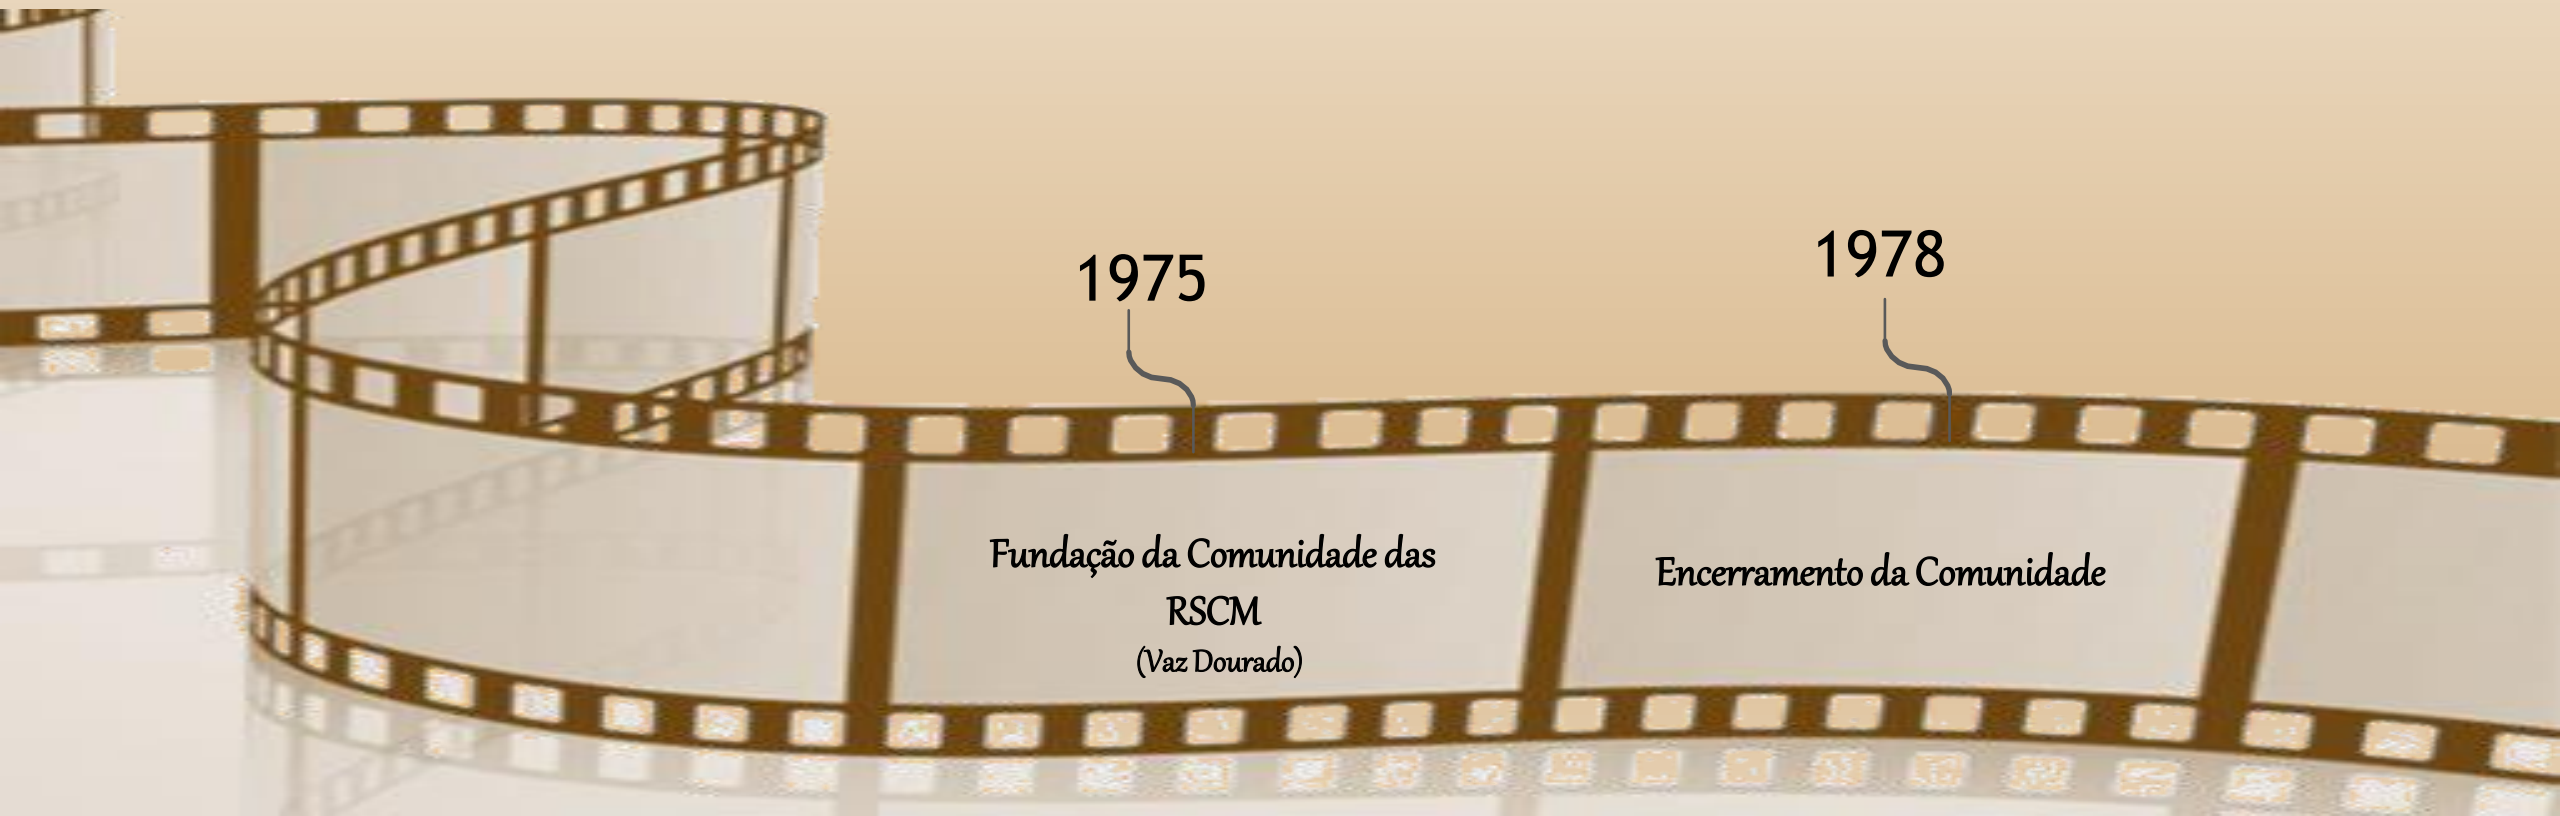 1975
1978
Fundação da Comunidade das
RSCM
(Vaz Dourado)
Encerramento da Comunidade